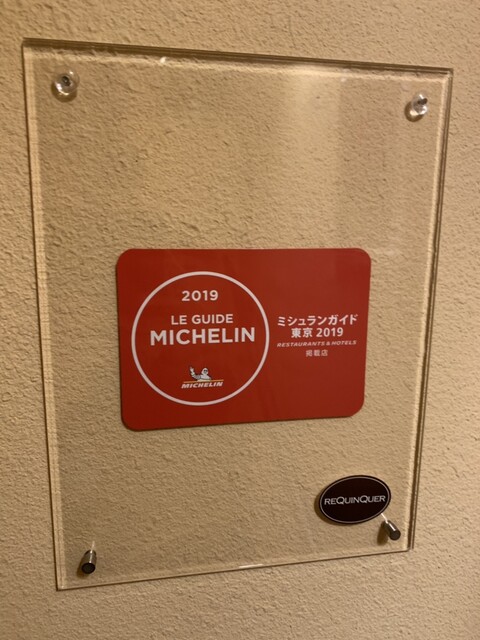 2019
LE GUIDE
MICHELIN
MICHELIN
ミシュランガイド
東京 2019
RESTAURANTS & HOTELS
掲載店
REQUINQUER